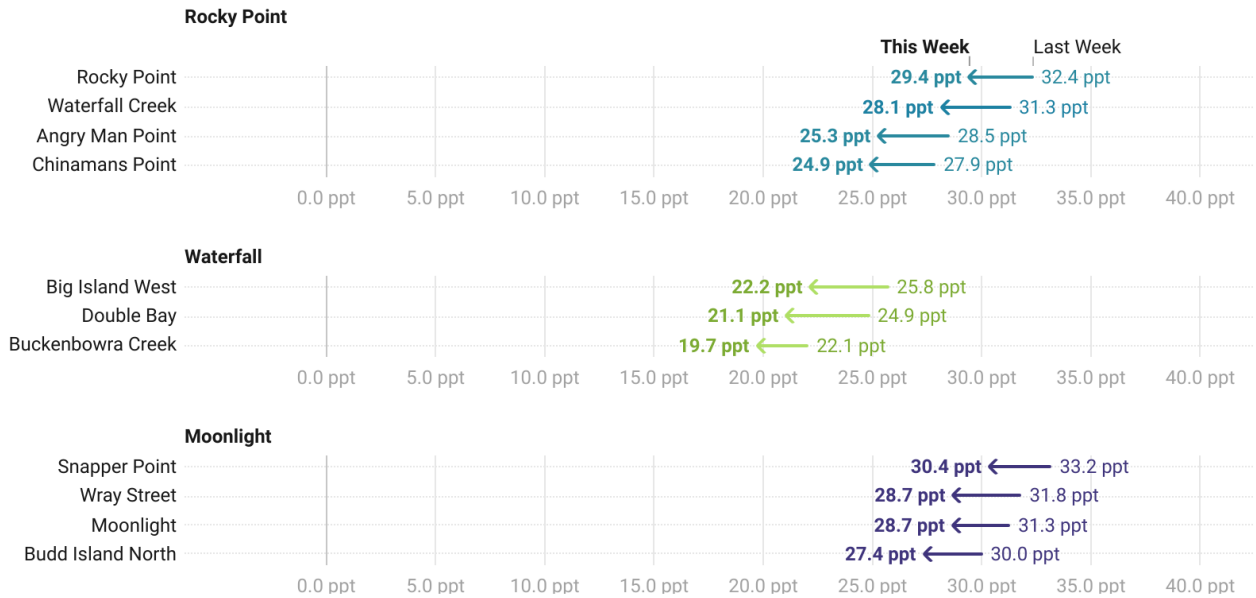 Rocky Point
This Week Last Week
Rocky Point 29.4 ppt 32.4 ppt
Waterfall Creek 28.1 ppt 31.3 ppt
Angry Man Point 25.3 ppt 28.5 ppt
Chinamans Point 24.9 ppt 27.9 ppt
0.0 ppt 5.0 ppt 10.0 ppt 15.0 ppt 20.0 ppt 25.0 ppt 30.0 ppt 35.0 ppt 40.0 ppt
Waterfall
Big Island West 22.2 ppt 25.8 ppt
Double Bay 21.1 ppt 24.9 ppt
Buckenbowra Creek 19.7 ppt 22.1 ppt
0.0 ppt 5.0 ppt 10.0 ppt 15.0 ppt 20.0 ppt 25.0 ppt 30.0 ppt 35.0 ppt 40.0 ppt
Moonlight
Snapper Point 30.4 ppt 33.2 ppt
Wray Street 28.7 ppt 31.8 ppt
Moonlight 28.7 ppt 31.3 ppt
Budd Island North 27.4 ppt 30.0 ppt
0.0 ppt 5.0 ppt 10.0 ppt 15.0 ppt 20.0 ppt 25.0 ppt 30.0 ppt 35.0 ppt 40.0 ppt